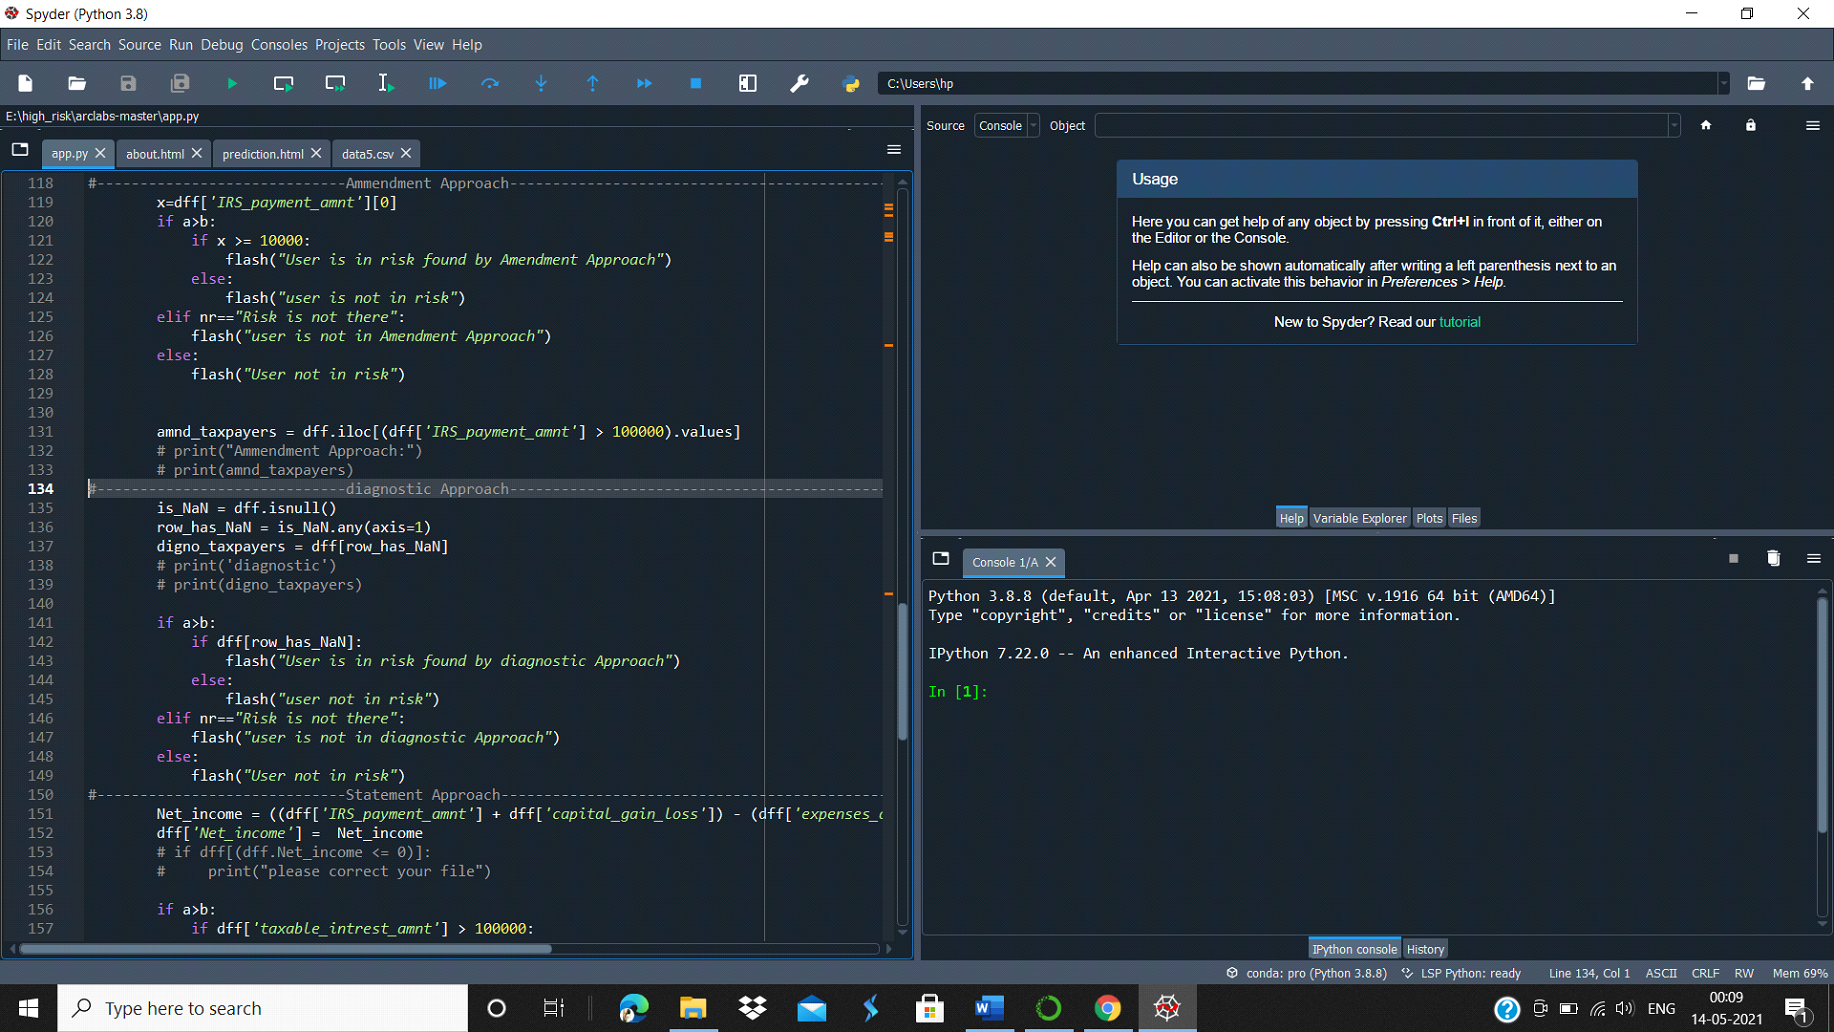 Spyder (Python 3.8)
File Edit Search Source Run Debug Consoles Projects Tools View Help
C:\Users\hp
E:\high_risk\arclabs-master\app.py
app.py about.html prediction.html data5.csv
118 #-----------------------------Ammendment Approach--------------------------------------------
119 x=dff['IRS_payment_amnt'][0]
120 if a>b:
121 if x >= 10000:
122 flash("User is in risk found by Amendment Approach")
123 else:
124 flash("user is not in risk")
125 elif nr=="Risk is not there":
126 flash("user is not in Amendment Approach")
127 else:
128 flash("User not in risk")
129
130
131 amnd_taxpayers = dff.iloc[(dff['IRS_payment_amnt'] > 100000).values]
132 # print("Ammendment Approach:")
133 # print(amnd_taxpayers)
134 #-----------------------------diagnostic Approach--------------------------------------------
135 is_NaN = dff.isnull()
136 row_has_NaN = is_NaN.any(axis=1)
137 digno_taxpayers = dff[row_has_NaN]
138 # print('diagnostic')
139 # print(digno_taxpayers)
140
141 if a>b:
142 if dff[row_has_NaN]:
143 flash("User is in risk found by diagnostic Approach")
144 else:
145 flash("user not in risk")
146 elif nr=="Risk is not there":
147 flash("user is not in diagnostic Approach")
148 else:
149 flash("User not in risk")
150 #-----------------------------Statement Approach---------------------------------------------
151 Net_income = ((dff['IRS_payment_amnt'] + dff['capital_gain_loss']) - (dff['expenses_
152 dff['Net_income'] = Net_income
153 # if dff[(dff.Net_income <= 0)]:
154 # print("please correct your file")
155
156 if a>b:
157 if dff['taxable_intrest_amnt'] > 100000:
Source Console Object
Usage
Here you can get help of any object by pressing Ctrl+I in front of it, either on
the Editor or the Console.
Help can also be shown automatically after writing a left parenthesis next to an
object. You can activate this behavior in Preferences > Help.
New to Spyder? Read our tutorial
Help Variable Explorer Plots Files
Console 1/A
Python 3.8.8 (default, Apr 13 2021, 15:08:03) [MSC v.1916 64 bit (AMD64)]
Type "copyright", "credits" or "license" for more information.
IPython 7.22.0 -- An enhanced Interactive Python.
In [1]:
IPython console History
conda: pro (Python 3.8.8) LSP Python: ready Line 134, Col 1 ASCII CRLF RW Mem 69%
Type here to search
ENG
00:09
14-05-2021
1